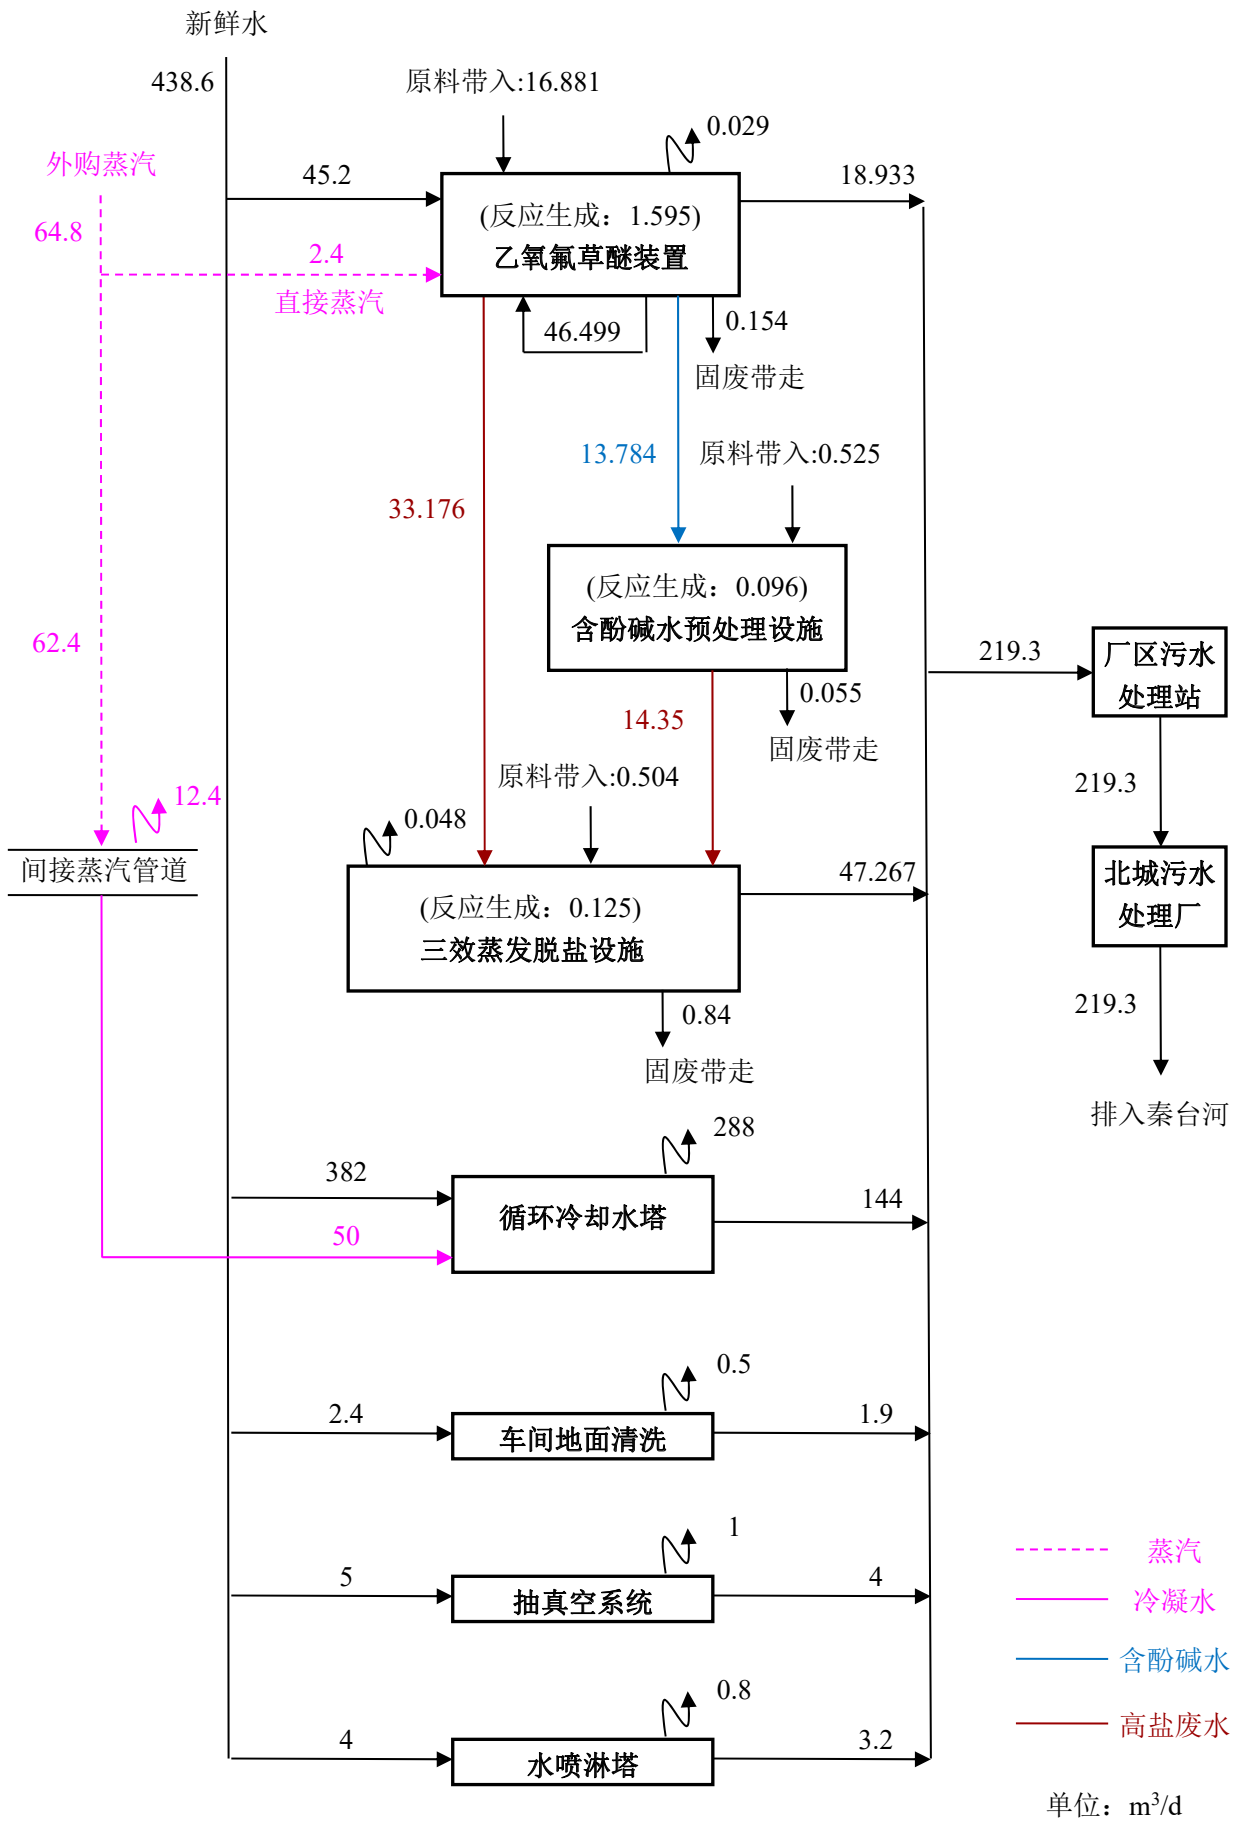 新鲜水
438.6
原料带入:16.881
0.029
外购蒸汽
45.2
18.933
64.8
(反应生成：1.595)
乙氧氟草醚装置
2.4
直接蒸汽
46.499
0.154
固废带走
13.784
原料带入:0.525
33.176
(反应生成：0.096)
含酚碱水预处理设施
62.4
219.3
厂区污水
处理站
0.055
14.35
固废带走
原料带入:0.504
219.3
12.4
0.048
间接蒸汽管道
47.267
北城污水
处理厂
(反应生成：0.125)
三效蒸发脱盐设施
0.84
219.3
固废带走
排入秦台河
288
382
144
循环冷却水塔
50
0.5
2.4
1.9
车间地面清洗
1
5
4
抽真空系统
蒸汽
冷凝水
含酚碱水
0.8
高盐废水
4
3.2
水喷淋塔
单位：m³/d